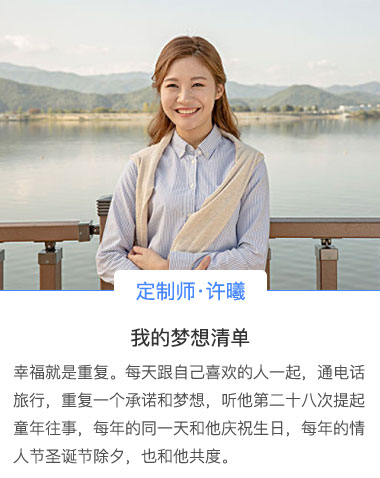 定制师·许曦
我的梦想清单
幸福就是重复。每天跟自己喜欢的人一起，通电话
旅行，重复一个承诺和梦想，听他第二十八次提起
童年往事，每年的同一天和他庆祝生日，每年的情
人节圣诞节除夕，也和他共度。